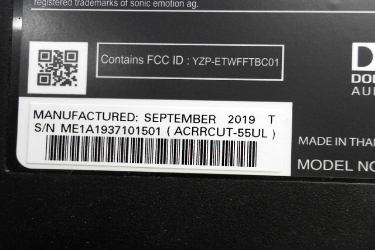 registered trademarks of sonic emotion ag.
Contains FCC ID : YZP-ETWFFTBC01
MANUFACTURED: SEPTEMBER 2019 T
S/N ME1A1937101501 ( ACRRCUT-55UL )
MADE IN THA
MODEL NO